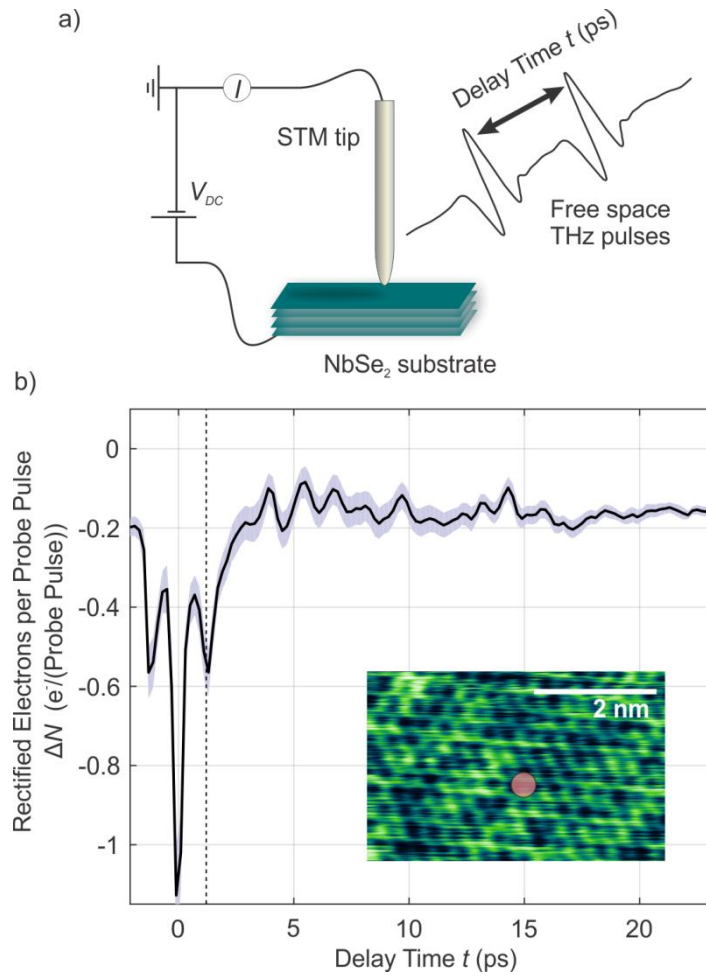 a)
I
STM tip
V_DC
Delay Time t (ps)
Free space
THz pulses
NbSe₂ substrate
b)
Rectified Electrons per Probe Pulse
ΔN (e⁻/(Probe Pulse))
0
-0.2
-0.4
-0.6
-0.8
-1
2 nm
0 5 10 15 20
Delay Time t (ps)